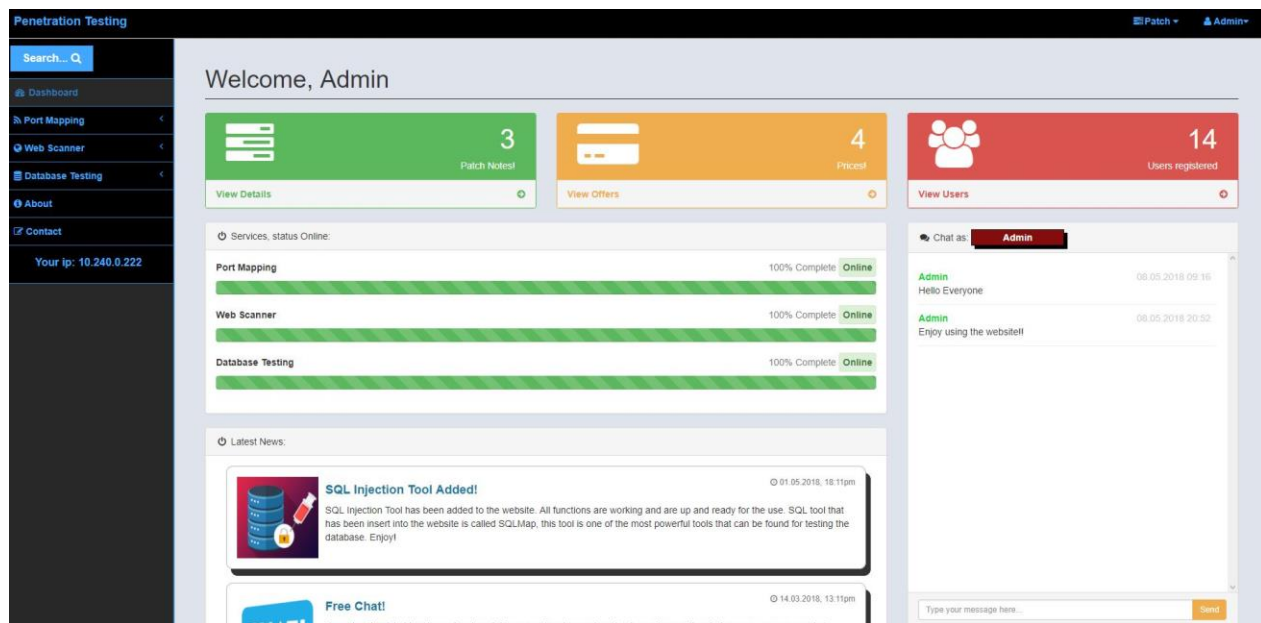 Penetration Testing
Patch
Admin
Search...
Dashboard
Port Mapping
Web Scanner
Database Testing
About
Contact
Your ip: 10.240.0.222
Welcome, Admin
3
Patch Notes!
View Details
4
Prices!
View Offers
14
Users registered
View Users
Services, status Online:
Port Mapping
100% Complete Online
Web Scanner
100% Complete Online
Database Testing
100% Complete Online
Latest News:
SQL Injection Tool Added!
01.05.2018, 18:11pm
SQL Injection Tool has been added to the website. All functions are working and are up and ready for the use. SQL tool that
has been insert into the website is called SQLMap, this tool is one of the most powerful tools that can be found for testing the
database. Enjoy!
Free Chat!
14.03.2018, 13:11pm
Chat as: Admin
Admin
08.05.2018 09:16
Hello Everyone
Admin
08.05.2018 20:52
Enjoy using the website!!
Type your message here...
Send